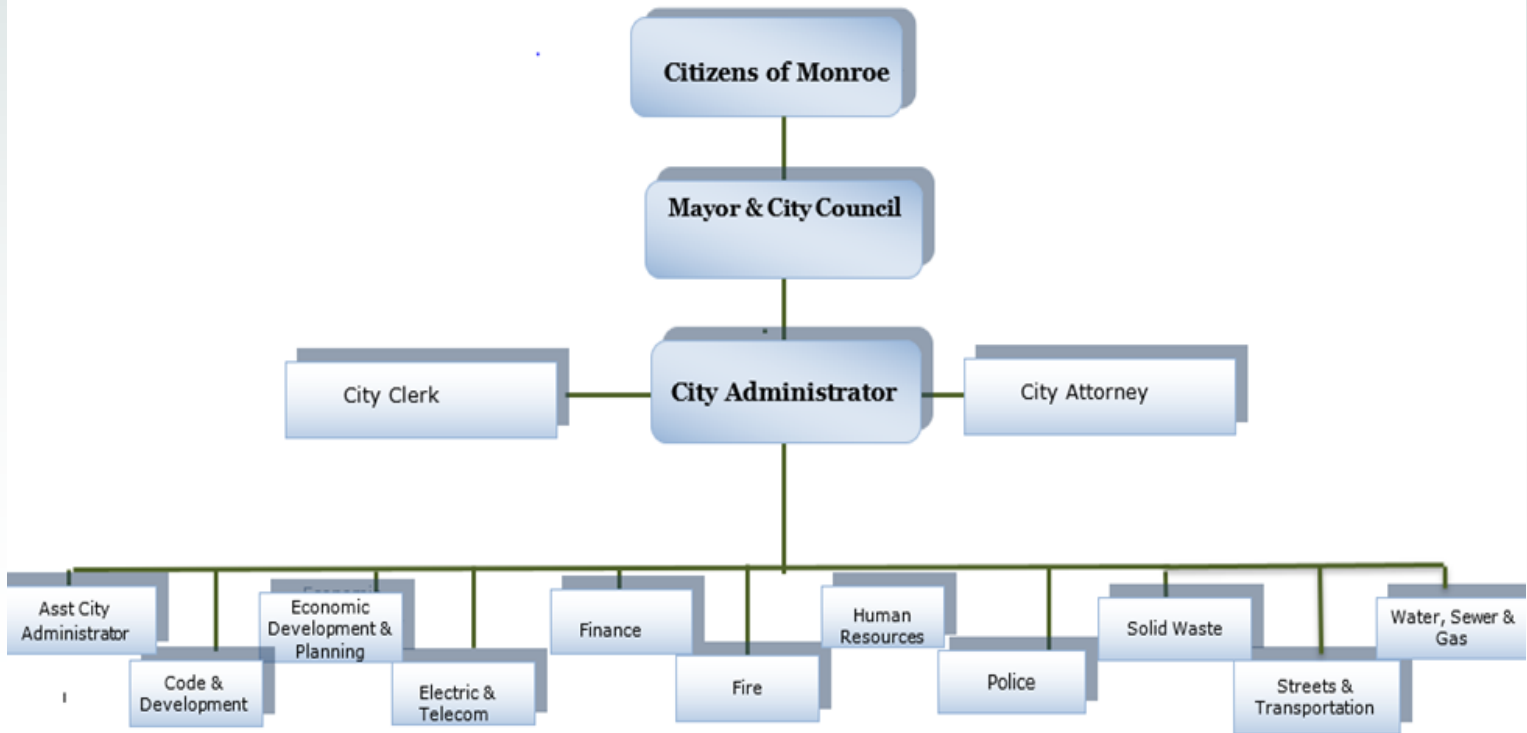 Citizens of Monroe
Mayor & City Council
City Clerk
City Administrator
City Attorney
Asst City
Administrator
Code &
Development
Economic
Development &
Planning
Electric &
Telecom
Finance
Fire
Human
Resources
Police
Solid Waste
Streets &
Transportation
Water, Sewer &
Gas